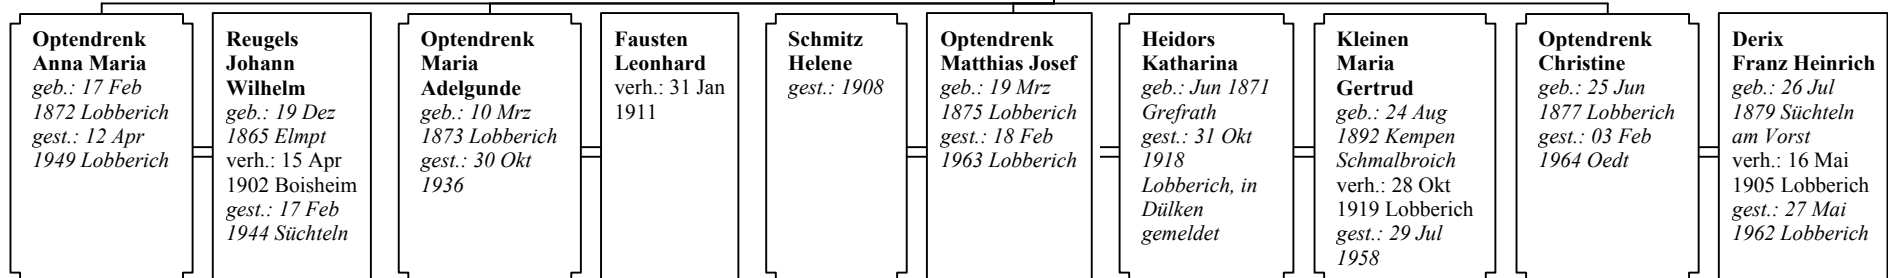 Optendrenk
Anna Maria
geb.: 17 Feb
1872 Lobberich
gest.: 12 Apr
1949 Lobberich
Reugels
Johann
Wilhelm
geb.: 19 Dez
1865 Elmpt
verh.: 15 Apr
1902 Boisheim
gest.: 17 Feb
1944 Süchteln
Optendrenk
Maria
Adelgunde
geb.: 10 Mrz
1873 Lobberich
gest.: 30 Okt
1936
Fausten
Leonhard
verh.: 31 Jan
1911
Schmitz
Helene
gest.: 1908
Optendrenk
Matthias Josef
geb.: 19 Mrz
1875 Lobberich
gest.: 18 Feb
1963 Lobberich
Heidors
Katharina
geb.: Jun 1871
Grefrath
gest.: 31 Okt
1918
Lobberich, in
Dülken
gemeldet
Kleinen
Maria
Gertrud
geb.: 24 Aug
1892 Kempen
Schmalbroich
verh.: 28 Okt
1919 Lobberich
gest.: 29 Jul
1958
Optendrenk
Christine
geb.: 25 Jun
1877 Lobberich
gest.: 03 Feb
1964 Oedt
Derix
Franz Heinrich
geb.: 26 Jul
1879 Süchteln
am Vorst
verh.: 16 Mai
1905 Lobberich
gest.: 27 Mai
1962 Lobberich